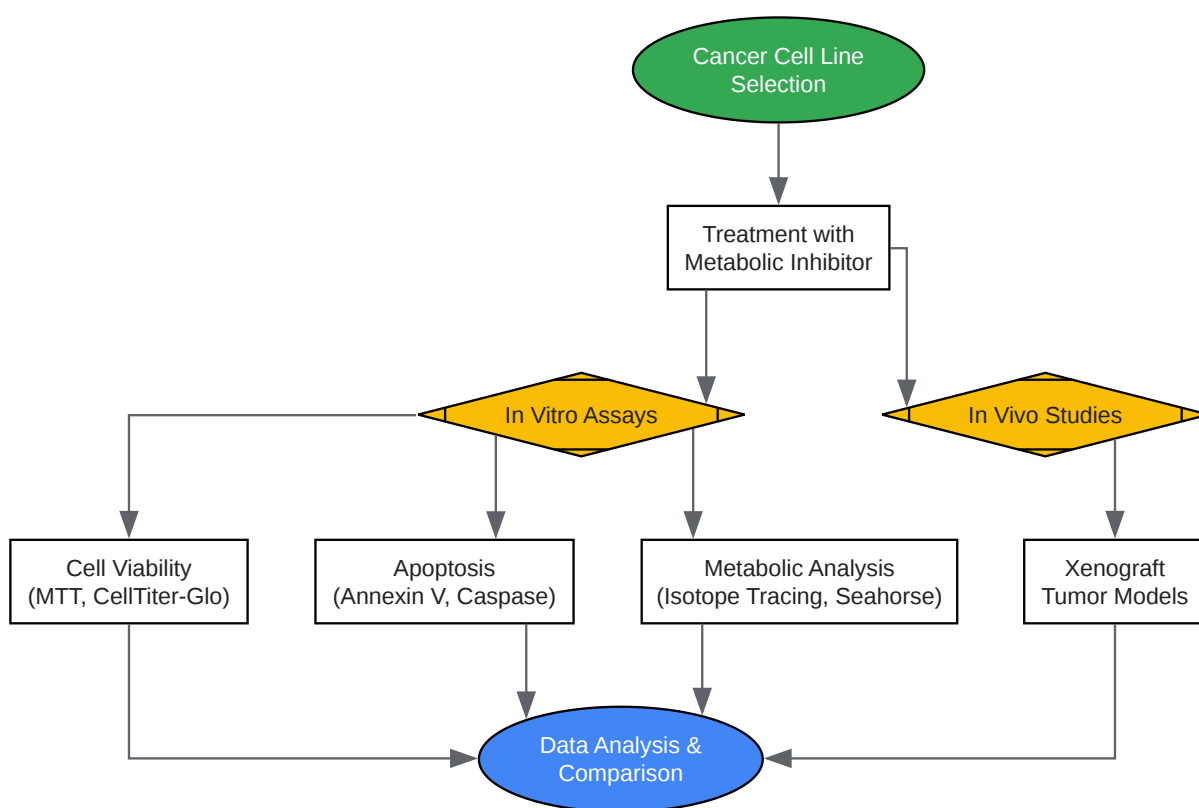 Cancer Cell Line
Selection
Treatment with
Metabolic Inhibitor
In Vitro Assays
In Vivo Studies
Cell Viability
(MTT, CellTiter-Glo)
Apoptosis
(Annexin V, Caspase)
Metabolic Analysis
(Isotope Tracing, Seahorse)
Xenograft
Tumor Models
Data Analysis &
Comparison